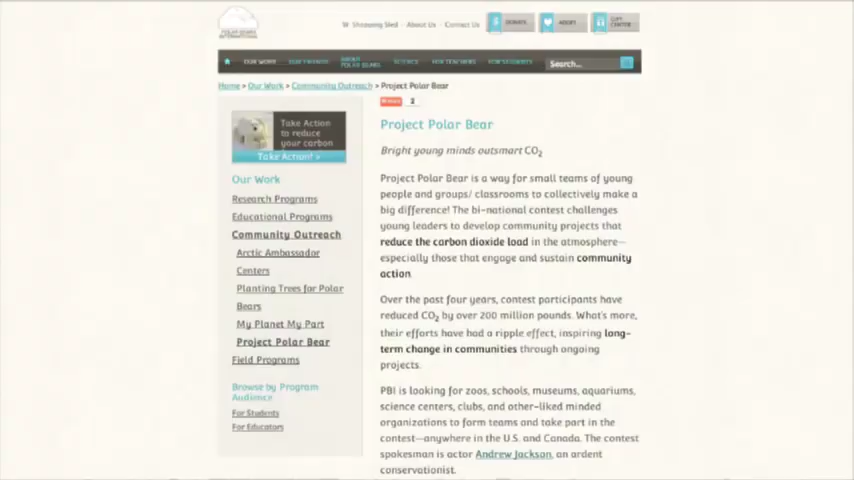 POLAR BEARS
INTERNATIONAL
About Us
Contact Us
DONATE
ADOPT
GIFT
CENTER
OUR WORK
ABOUT
POLAR BEARS
SCIENCE
FOR TEACHERS
FOR STUDENTS
Search...
Home > Our Work > Community Outreach > Project Polar Bear
2
Take Action
to reduce
your carbon
Take Action! »
Our Work
Research Programs
Educational Programs
Community Outreach
Arctic Ambassador
Centers
Planting Trees for Polar
Bears
My Planet My Part
Project Polar Bear
Field Programs
Browse by Program
Audience
For Students
For Educators
Project Polar Bear
Bright young minds outsmart CO2
Project Polar Bear is a way for small teams of young
people and groups/ classrooms to collectively make a
big difference! The bi-national contest challenges
young leaders to develop community projects that
reduce the carbon dioxide load in the atmosphere—
especially those that engage and sustain community
action.
Over the past four years, contest participants have
reduced CO2 by over 200 million pounds. What's more,
their efforts have had a ripple effect, inspiring long-
term change in communities through ongoing
projects.
PBI is looking for zoos, schools, museums, aquariums,
science centers, clubs, and other-liked minded
organizations to form teams and take part in the
contest—anywhere in the U.S. and Canada. The contest
spokesman is actor Andrew Jackson, an ardent
conservationist.